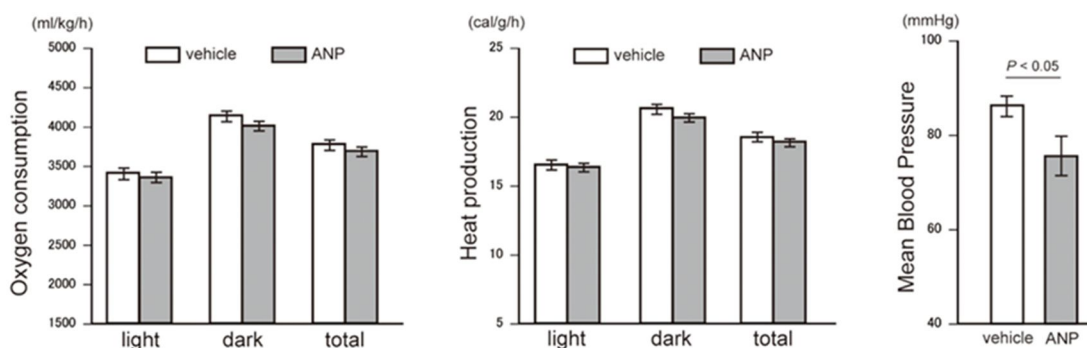 (ml/kg/h)
Oxygen consumption
5000
4500
4000
3500
3000
2500
2000
1500
vehicle ANP
light dark total
(cal/g/h)
Heat production
25
20
15
10
5
vehicle ANP
light dark total
(mmHg)
Mean Blood Pressure
100
80
60
40
P < 0.05
vehicle ANP